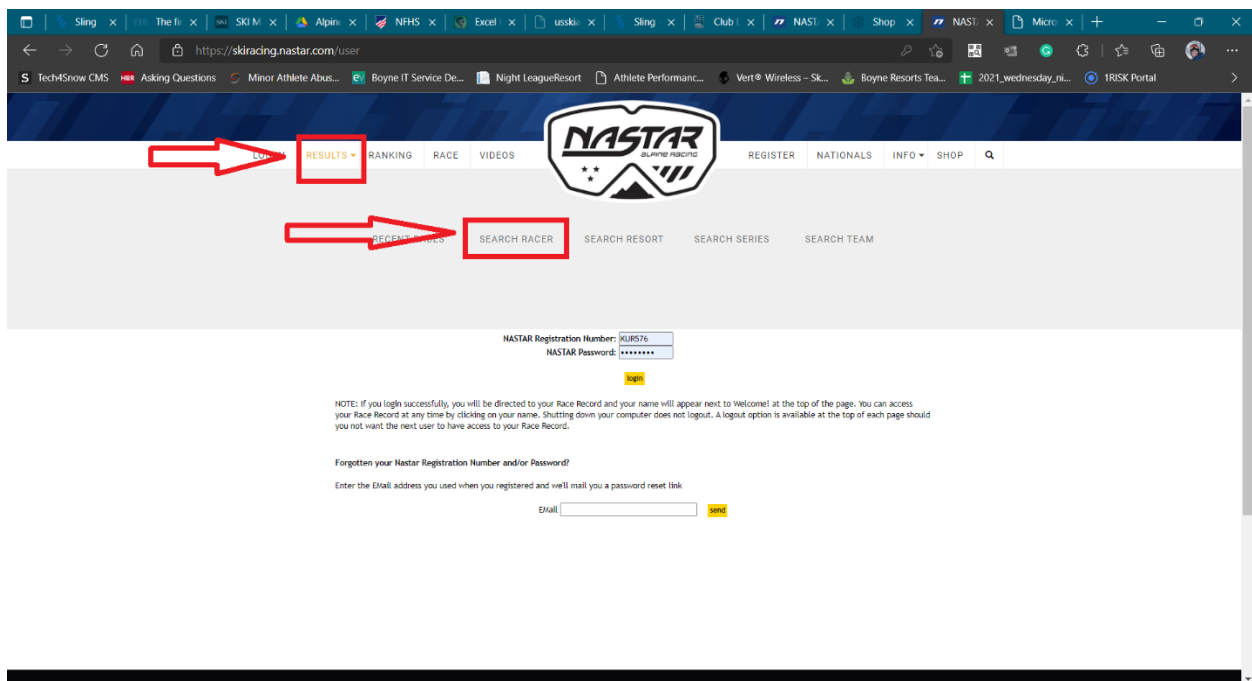 Sling The fir SKI M Alpine NFHS Excel usskia Sling Club NAST Shop NAST Micro
https://skiracing.nastar.com/user
Tech4Snow CMS Asking Questions Minor Athlete Abus... Boyne IT Service De... Night LeagueResort Athlete Performanc... Vert® Wireless – Sk... Boyne Resorts Tea... 2021_wednesday_ni... 1RISK Portal
NASTAR
ALPINE RACING
RESULTS RANKING RACE VIDEOS REGISTER NATIONALS INFO SHOP
SEARCH RACER SEARCH RESORT SEARCH SERIES SEARCH TEAM
NASTAR Registration Number: KUR576
NASTAR Password: ••••••••
login
NOTE: If you login successfully, you will be directed to your Race Record and your name will appear next to Welcome! at the top of the page. You can access
your Race Record at any time by clicking on your name. Shutting down your computer does not logout. A logout option is available at the top of each page should
you not want the next user to have access to your Race Record.
Forgotten your Nastar Registration Number and/or Password?
Enter the EMail address you used when you registered and we'll mail you a password reset link
EMail send